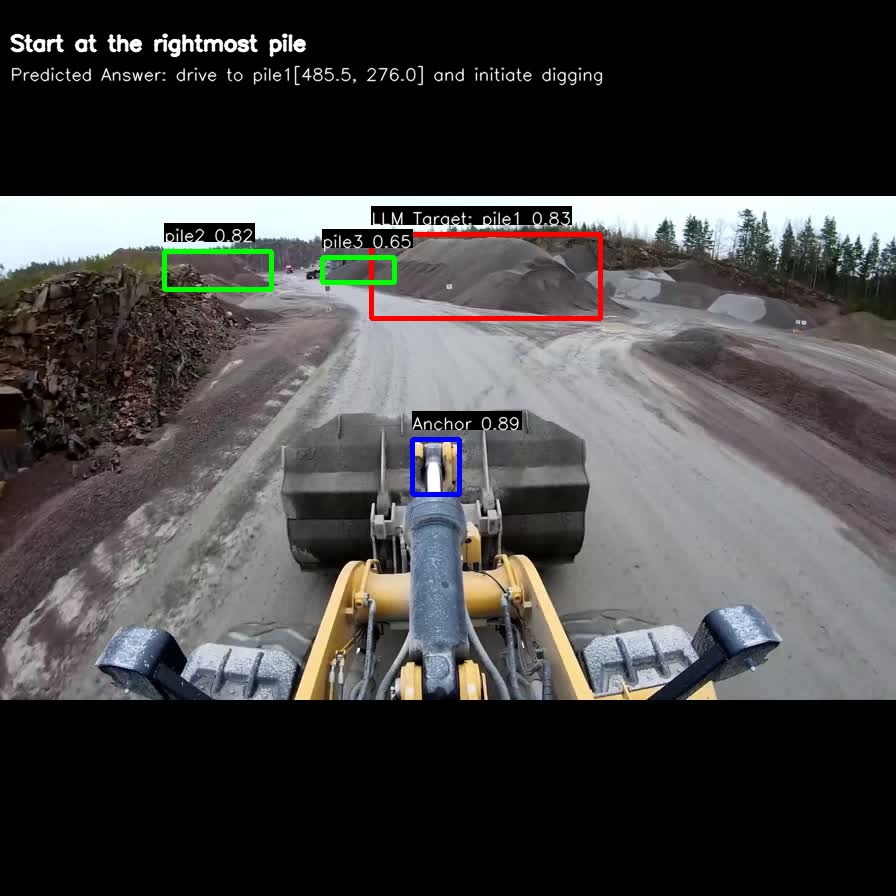 Start at the rightmost pile
Predicted Answer: drive to pile1[485.5, 276.0] and initiate digging
LLM Target: pile1 0.83
pile2 0.82
pile3 0.65
Anchor 0.89